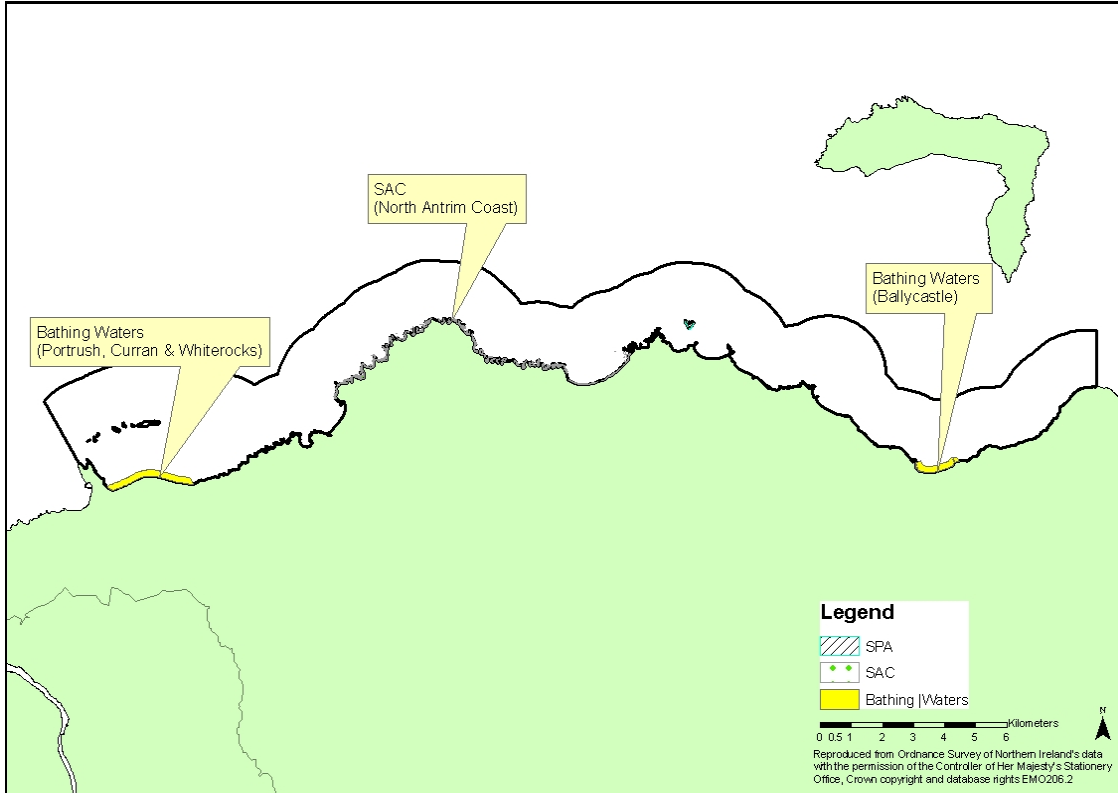 SAC
(North Antrim Coast)
Bathing Waters
(Ballycastle)
Bathing Waters
(Portrush, Curran & Whiterocks)
Legend
SPA
SAC
Bathing |Waters
Kilometers
0 0.5 1 2 3 4 5 6
N
Reproduced from Ordnance Survey of Northern Ireland's data
with the permission of the Controller of Her Majesty's Stationery
Office, Crown copyright and database rights EMO206.2